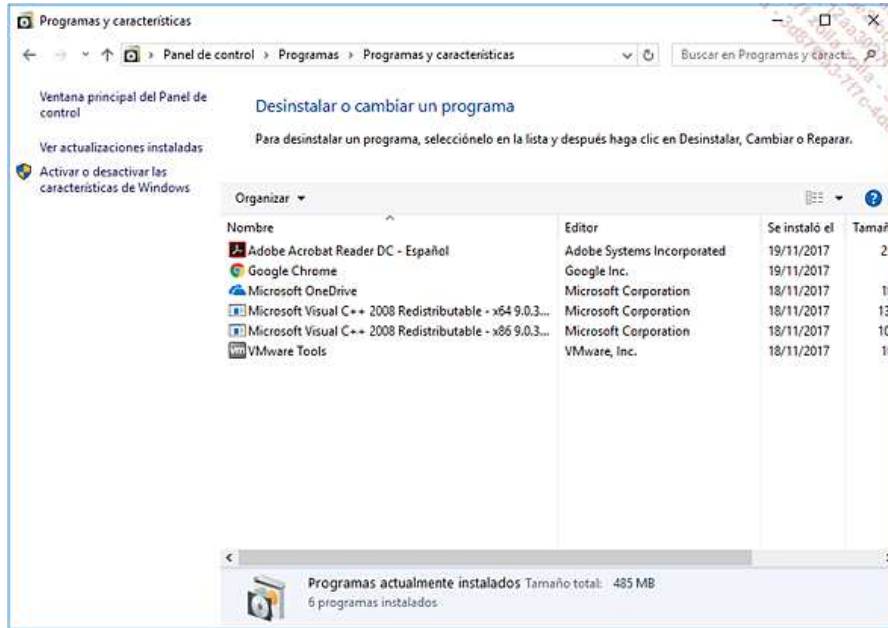 Programas y características
Panel de control > Programas > Programas y características
Buscar en Programas y caract...
Ventana principal del Panel de
control
Ver actualizaciones instaladas
Activar o desactivar las
características de Windows
Desinstalar o cambiar un programa
Para desinstalar un programa, selecciónelo en la lista y después haga clic en Desinstalar, Cambiar o Reparar.
Organizar
Nombre Editor Se instaló el Tamañ
Adobe Acrobat Reader DC - Español Adobe Systems Incorporated 19/11/2017 2
Google Chrome Google Inc. 19/11/2017
Microsoft OneDrive Microsoft Corporation 18/11/2017 1
Microsoft Visual C++ 2008 Redistributable - x64 9.0.3... Microsoft Corporation 18/11/2017 13
Microsoft Visual C++ 2008 Redistributable - x86 9.0.3... Microsoft Corporation 18/11/2017 10
VMware Tools VMware, Inc. 18/11/2017 1
Programas actualmente instalados Tamaño total: 485 MB
6 programas instalados